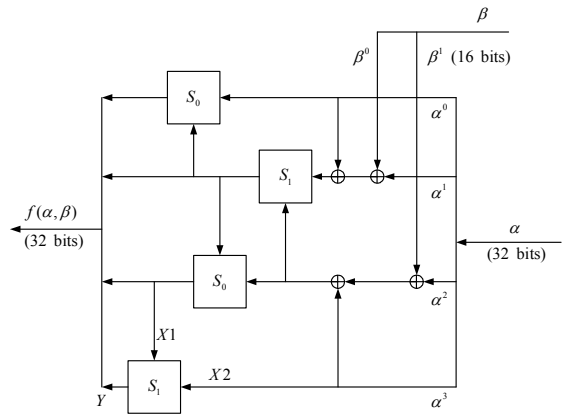 β
β⁰
β¹ (16 bits)
S₀
α⁰
S₁
α¹
f(α, β)
(32 bits)
α
(32 bits)
S₀
α²
X1
S₁
X2
Y
α³